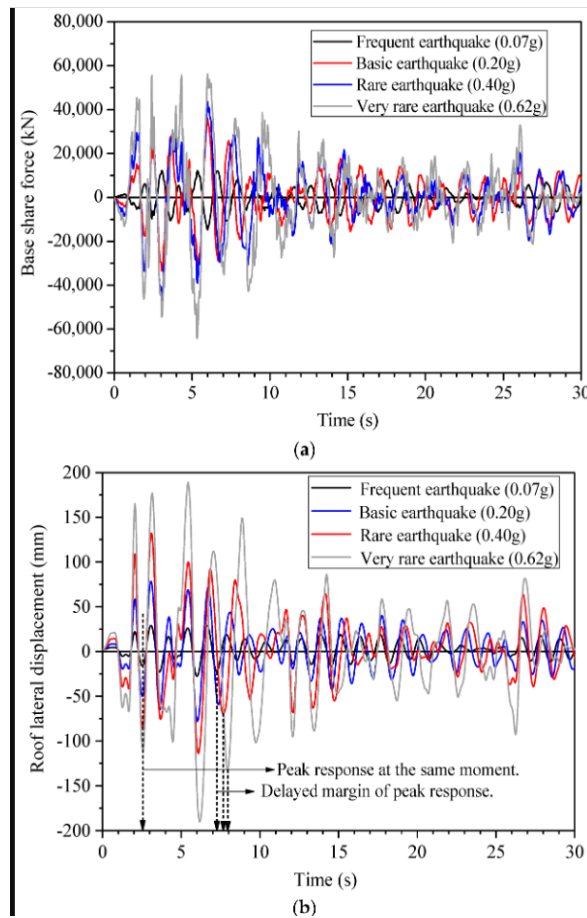 80,000
60,000
40,000
20,000
0
-20,000
-40,000
-60,000
-80,000
Base share force (kN)
Frequent earthquake (0.07g)
Basic earthquake (0.20g)
Rare earthquake (0.40g)
Very rare earthquake (0.62g)
0 5 10 15 20 25 30
Time (s)
(a)
200
150
100
50
0
-50
-100
-150
-200
Roof lateral displacement (mm)
Frequent earthquake (0.07g)
Basic earthquake (0.20g)
Rare earthquake (0.40g)
Very rare earthquake (0.62g)
Peak response at the same moment.
Delayed margin of peak response.
0 5 10 15 20 25 30
Time (s)
(b)